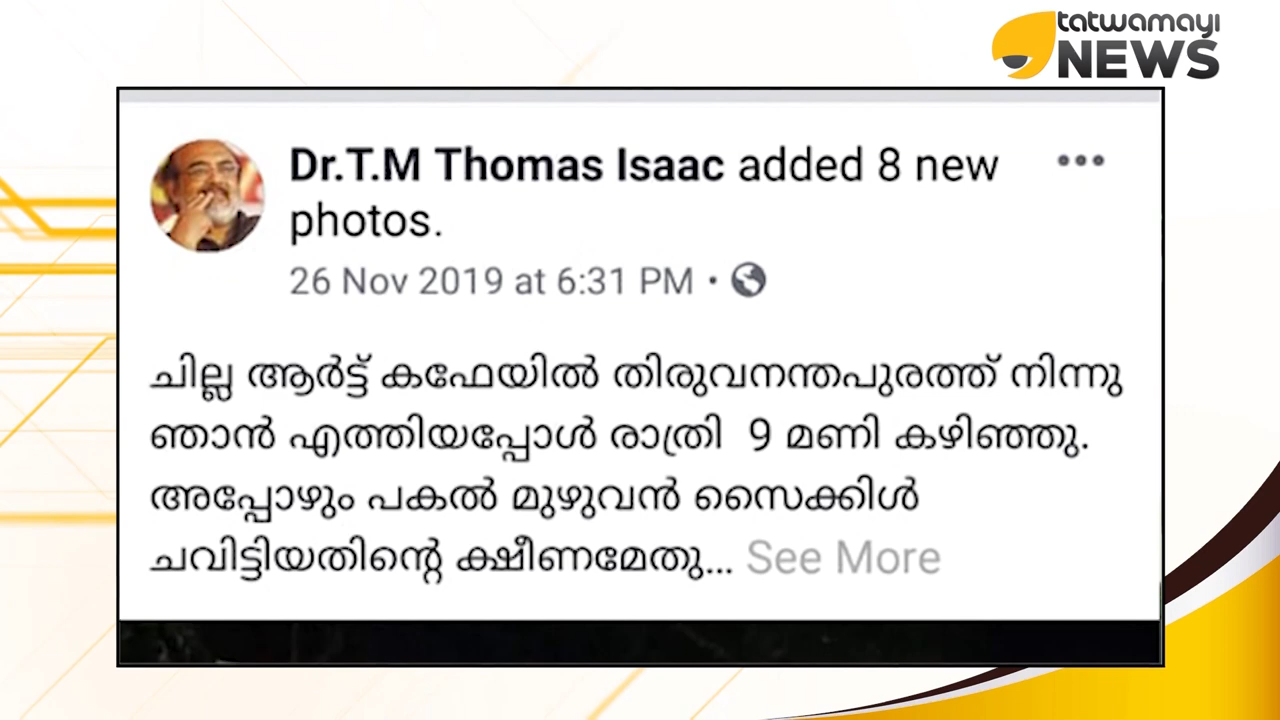 tatwamayi
NEWS
Dr.T.M Thomas Isaac added 8 new
photos.
26 Nov 2019 at 6:31 PM ·
ചില്ല ആർട്ട് കഫേയിൽ തിരുവനന്തപുരത്ത് നിന്നു
ഞാൻ എത്തിയപ്പോൾ രാത്രി 9 മണി കഴിഞ്ഞു.
അപ്പോഴും പകൽ മുഴുവൻ സൈക്കിൾ
ചവിട്ടിയതിന്റെ ക്ഷീണമേതു... See More